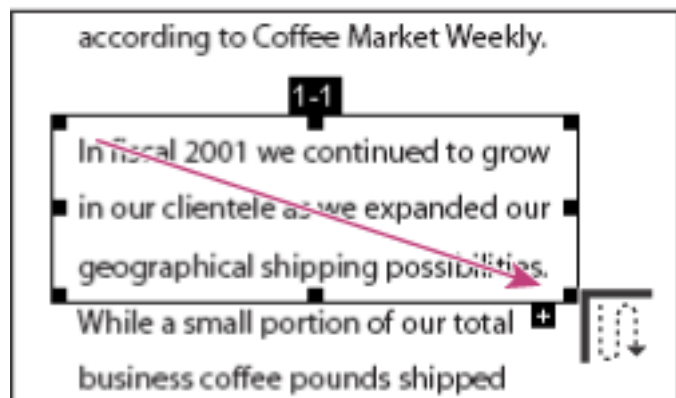 according to Coffee Market Weekly.
1-1
In fiscal 2001 we continued to grow
in our clientele as we expanded our
geographical shipping possibilities.
While a small portion of our total
business coffee pounds shipped